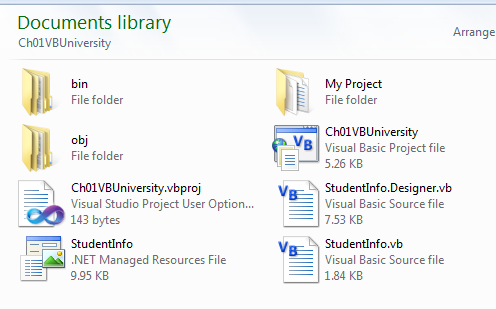 Documents library
Ch01VBUniversity
Arrange
bin
File folder
My Project
File folder
obj
File folder
Ch01VBUniversity
Visual Basic Project file
5.26 KB
Ch01VBUniversity.vbproj
Visual Studio Project User Option...
143 bytes
StudentInfo.Designer.vb
Visual Basic Source file
7.53 KB
StudentInfo
.NET Managed Resources File
9.95 KB
StudentInfo.vb
Visual Basic Source file
1.84 KB
VB
VB
VB